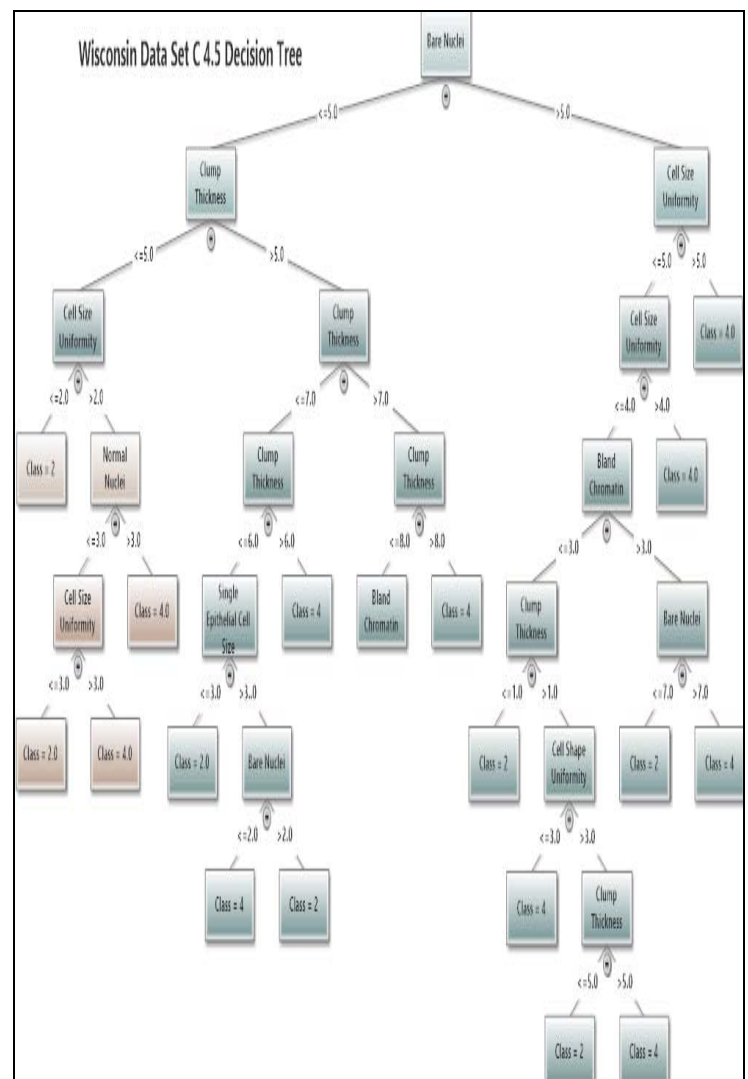 Wisconsin Data Set C 4.5 Decision Tree
Bare Nuclei
<=5.0
>5.0
Clump
Thickness
Cell Size
Uniformity
<=5.0
>5.0
<=5.0
>5.0
Cell Size
Uniformity
Clump
Thickness
Cell Size
Uniformity
Class = 4.0
<=2.0
>2.0
<=7.0
>7.0
<=4.0
>4.0
Class = 2
Normal
Nuclei
Clump
Thickness
Clump
Thickness
Bland
Chromatin
Class = 4.0
<=3.0
>3.0
<=6.0
>6.0
<=8.0
>8.0
<=3.0
>3.0
Cell Size
Uniformity
Class = 4.0
Single
Epithelial Cell
Size
Class = 4
Bland
Chromatin
Class = 4
Clump
Thickness
Bare Nuclei
<=3.0
>3.0
<=3.0
>3..0
<=1.0
>1.0
<=7.0
>7.0
Class = 2.0
Class = 4.0
Class = 2.0
Bare Nuclei
Class = 2
Cell Shape
Uniformity
Class = 2
Class = 4
<=2.0
>2.0
<=3.0
>3.0
Class = 4
Class = 2
Class = 4
Clump
Thickness
<=5.0
>5.0
Class = 2
Class = 4